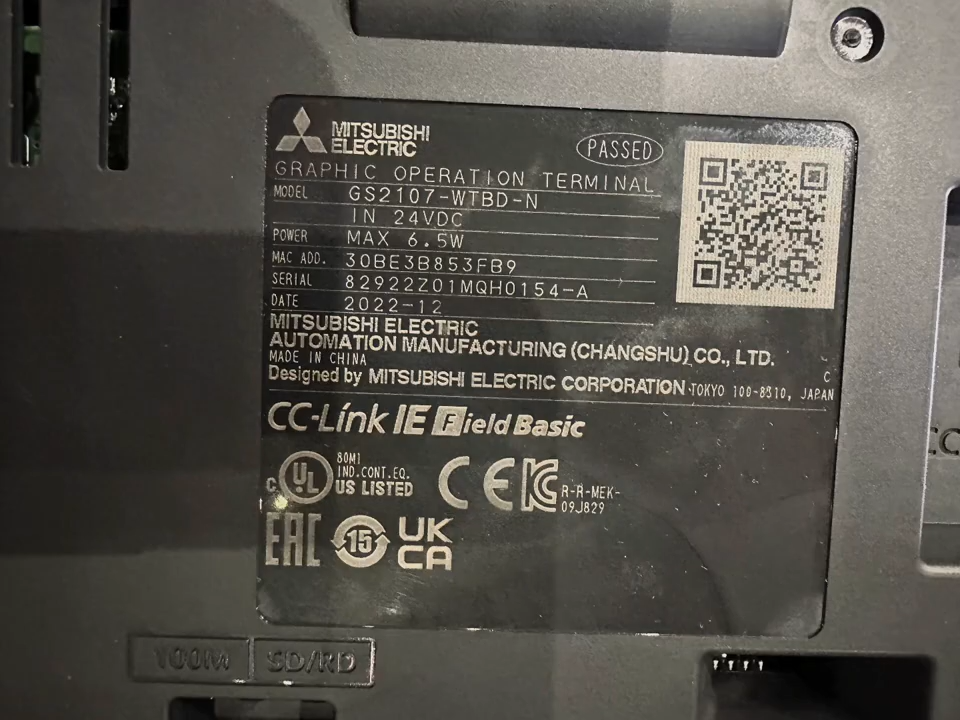 MITSUBISHI
ELECTRIC
PASSED
GRAPHIC OPERATION TERMINAL
MODEL GS2107-WTBD-N
IN 24VDC
POWER MAX 6.5W
MAC ADD. 30BE3B853FB9
SERIAL 82922Z01MQH0154-A
DATE 2022-12
MITSUBISHI ELECTRIC
AUTOMATION MANUFACTURING (CHANGSHU) CO., LTD.
MADE IN CHINA
C
Designed by MITSUBISHI ELECTRIC CORPORATION TOKYO 100-8310, JAPAN
CC-Link IE Field Basic
C UL
80M1
IND.CONT.EQ.
US LISTED
CE
R-R-MEK-
09J829
EAC
15
UK
CA
100M SD/RD